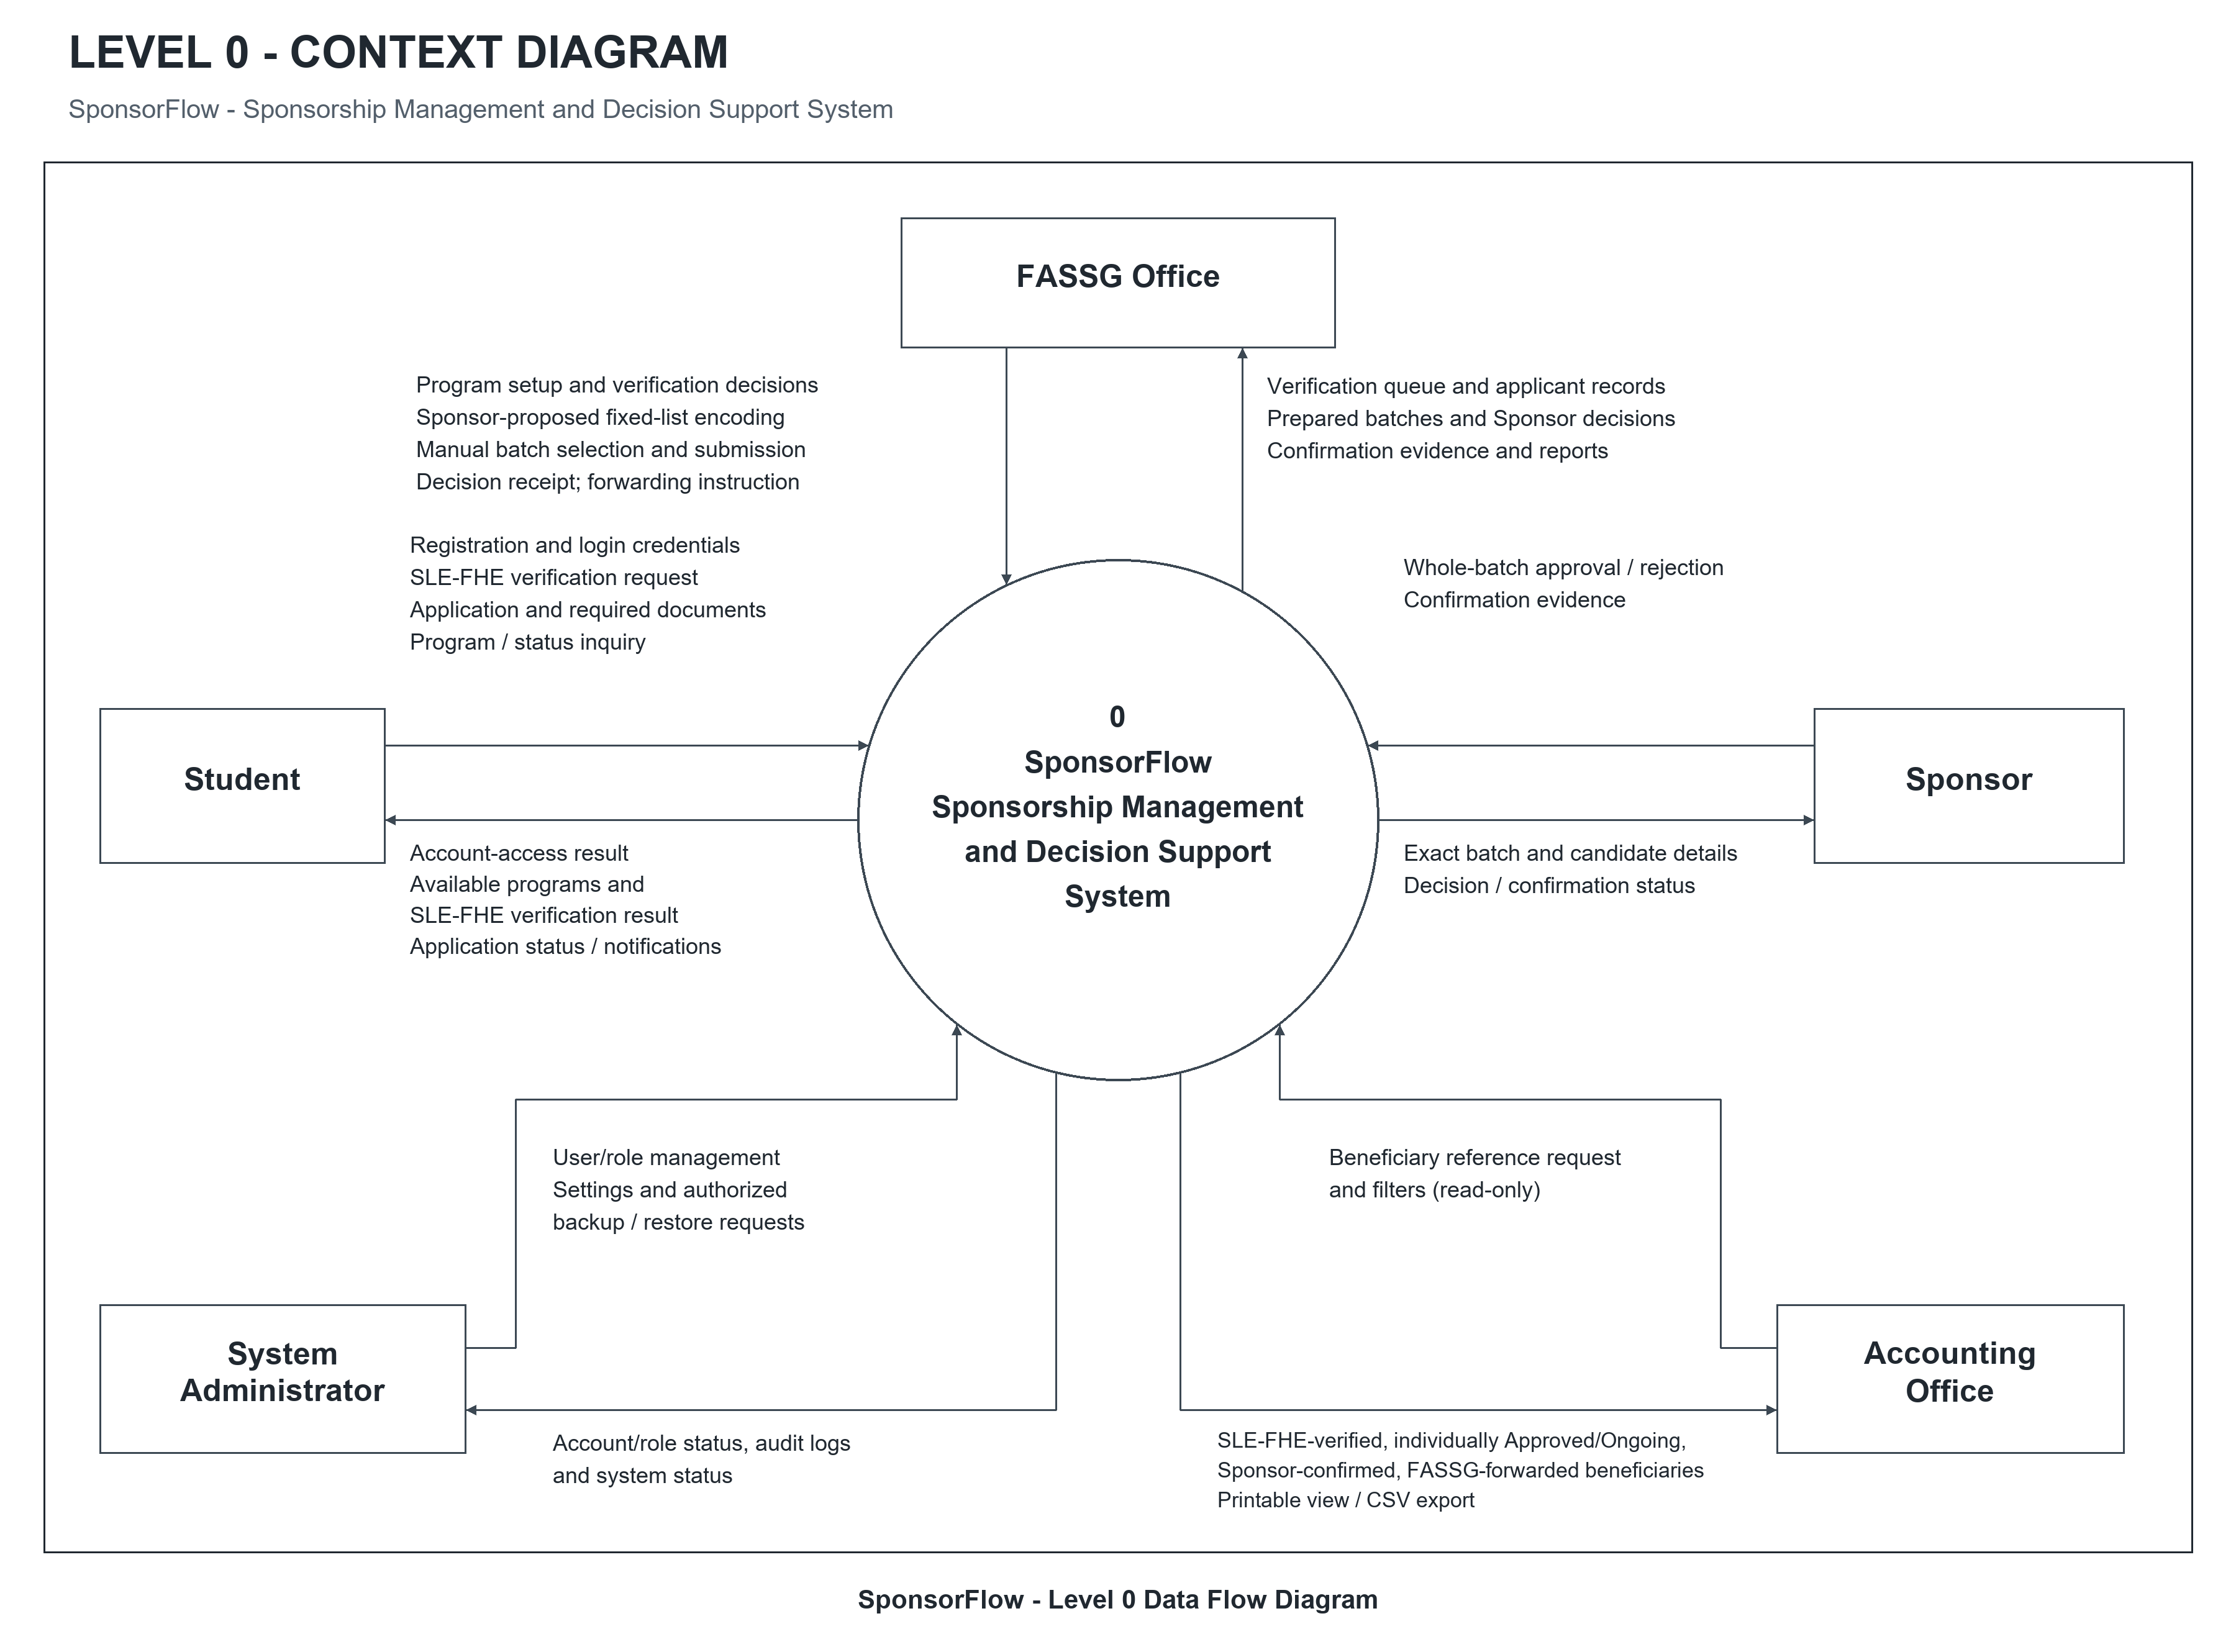 LEVEL 0 - CONTEXT DIAGRAM
SponsorFlow - Sponsorship Management and Decision Support System
FASSG Office
Program setup and verification decisions
Sponsor-proposed fixed-list encoding
Manual batch selection and submission
Decision receipt; forwarding instruction
Verification queue and applicant records
Prepared batches and Sponsor decisions
Confirmation evidence and reports
Registration and login credentials
SLE-FHE verification request
Application and required documents
Program / status inquiry
Whole-batch approval / rejection
Confirmation evidence
Student
0
SponsorFlow
Sponsorship Management
and Decision Support
System
Sponsor
Account-access result
Available programs and
SLE-FHE verification result
Application status / notifications
Exact batch and candidate details
Decision / confirmation status
User/role management
Settings and authorized
backup / restore requests
Beneficiary reference request
and filters (read-only)
System
Administrator
Accounting
Office
Account/role status, audit logs
and system status
SLE-FHE-verified, individually Approved/Ongoing,
Sponsor-confirmed, FASSG-forwarded beneficiaries
Printable view / CSV export
SponsorFlow - Level 0 Data Flow Diagram